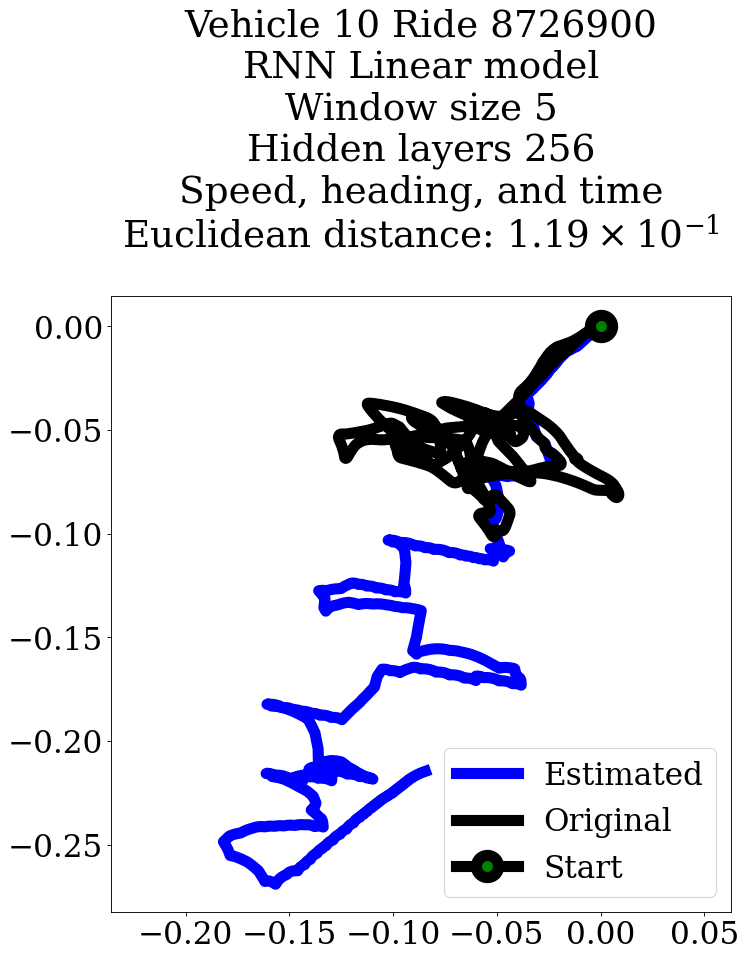 Vehicle 10 Ride 8726900
RNN Linear model
Window size 5
Hidden layers 256
Speed, heading, and time
Euclidean distance: 1.19 × 10⁻¹
0.00
−0.05
−0.10
−0.15
−0.20
−0.25
Estimated
Original
Start
−0.20 −0.15 −0.10 −0.05 0.00 0.05